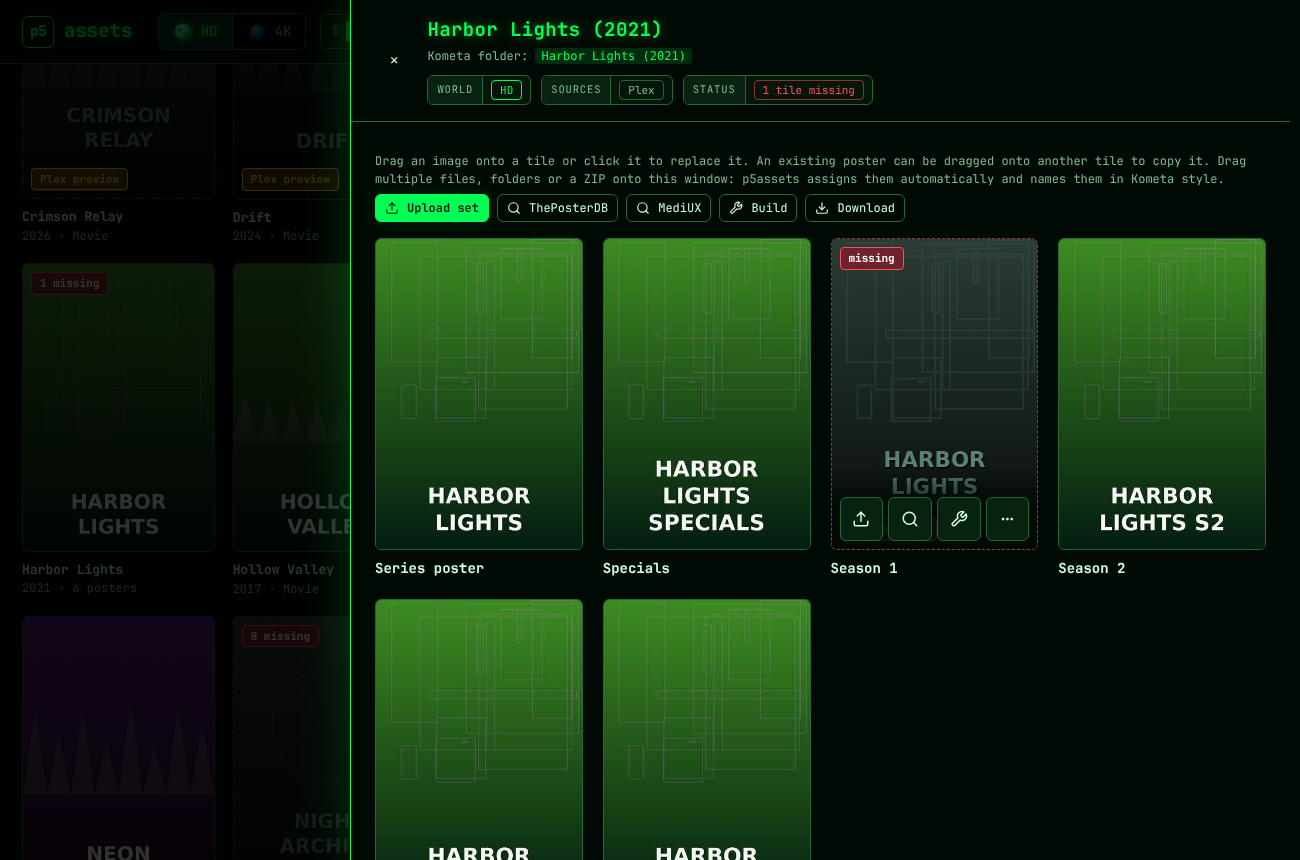 p5 assets HD 4K $
CRIMSON
RELAY
Plex preview
Crimson Relay
2026 · Movie
DRIF
Plex preview
Drift
2024 · Movie
1 missing
HARBOR
LIGHTS
Harbor Lights
2021 · 6 posters
HOLLO
VALLE
Hollow Valley
2017 · Movie
NEON
8 missing
NIGH
ARCHI
×
Harbor Lights (2021)
Kometa folder: Harbor Lights (2021)
WORLD HD SOURCES Plex STATUS 1 tile missing
Drag an image onto a tile or click it to replace it. An existing poster can be dragged onto another tile to copy it. Drag
multiple files, folders or a ZIP onto this window: p5assets assigns them automatically and names them in Kometa style.
Upload set ThePosterDB MediUX Build Download
HARBOR
LIGHTS
Series poster
HARBOR
LIGHTS
SPECIALS
Specials
missing
HARBOR
LIGHTS
Season 1
HARBOR
LIGHTS S2
Season 2
HARBOR
HARBOR